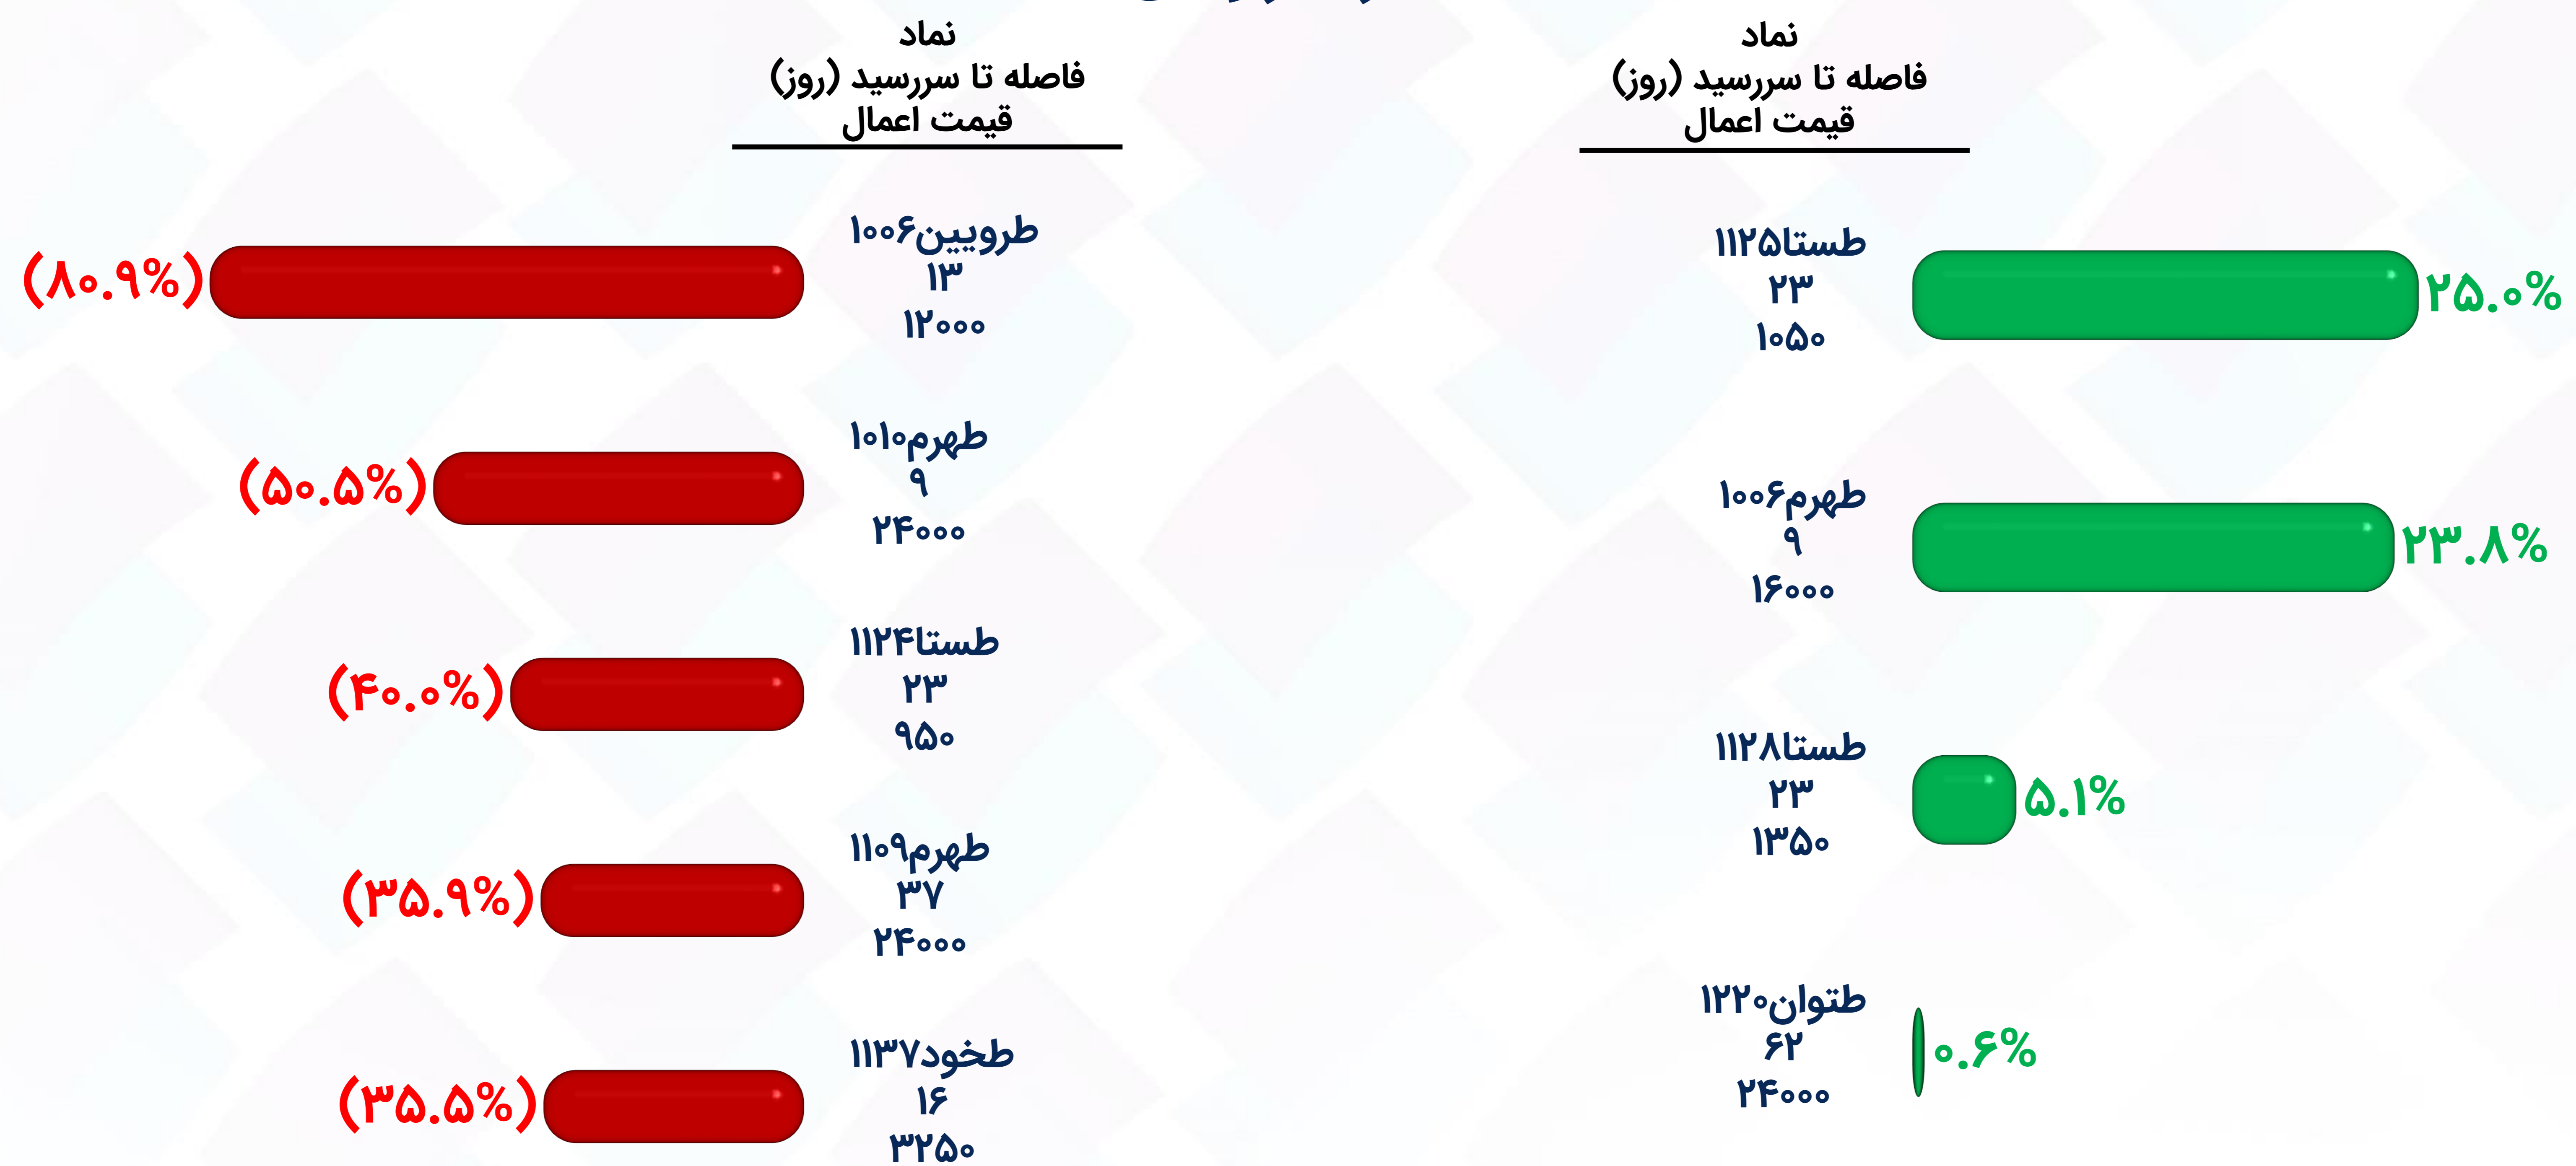 نماد
فاصله تا سررسید (روز)
قیمت اعمال
طستا۱۱۲۵
۲۳
۱۰۵۰
۲۵.۰%
طهرم۱۰۰۶
۹
۱۶۰۰۰
۲۳.۸%
طستا۱۱۲۸
۲۳
۱۳۵۰
۵.۱%
طتوان۱۲۲۰
۶۲
۲۴۰۰۰
۰.۶%
نماد
فاصله تا سررسید (روز)
قیمت اعمال
طرویین۱۰۰۶
۱۳
۱۲۰۰۰
(۸۰.۹%)
طهرم۱۰۱۰
۹
۲۴۰۰۰
(۵۰.۵%)
طستا۱۱۲۴
۲۳
۹۵۰
(۴۰.۰%)
طهرم۱۱۰۹
۳۷
۲۴۰۰۰
(۳۵.۹%)
طخود۱۱۳۷
۱۶
۳۲۵۰
(۳۵.۵%)